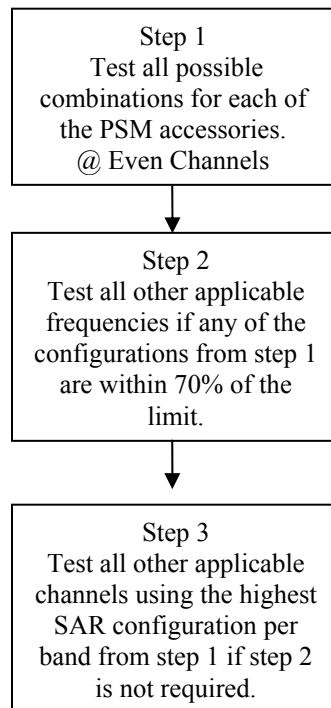 Step 1
Test all possible
combinations for each of
the PSM accessories.
@ Even Channels
Step 2
Test all other applicable
frequencies if any of the
configurations from step 1
are within 70% of the
limit.
Step 3
Test all other applicable
channels using the highest
SAR configuration per
band from step 1 if step 2
is not required.